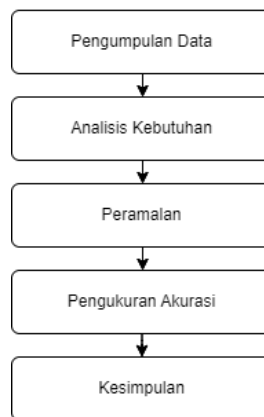 Pengumpulan Data
Analisis Kebutuhan
Peramalan
Pengukuran Akurasi
Kesimpulan